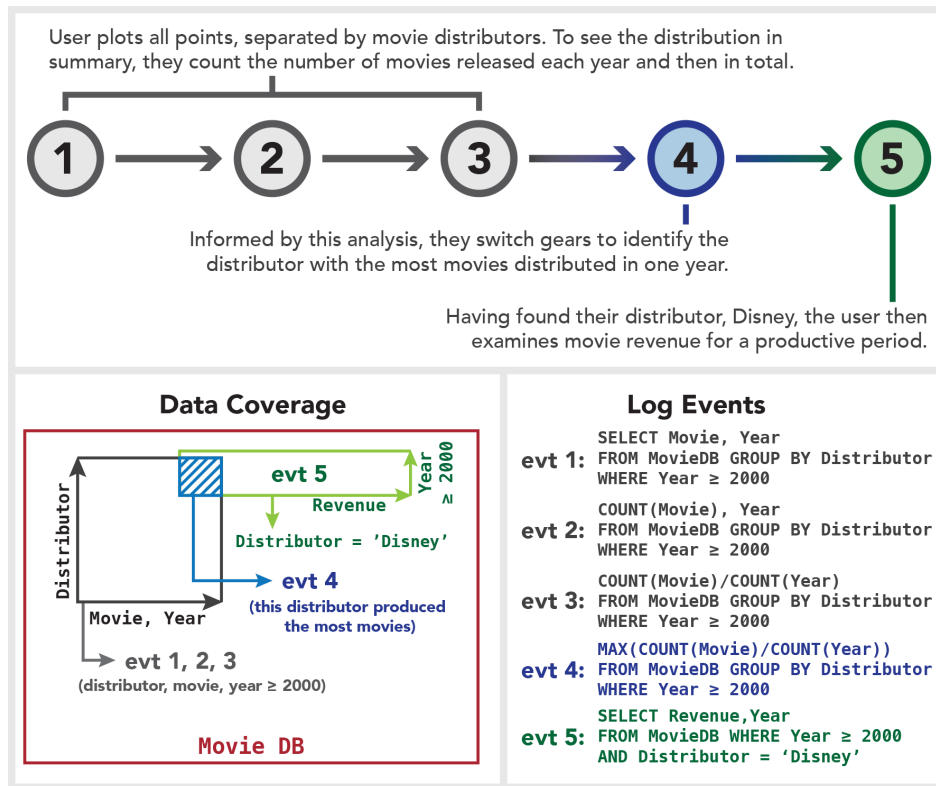 User plots all points, separated by movie distributors. To see the distribution in
summary, they count the number of movies released each year and then in total.
1
2
3
4
5
Informed by this analysis, they switch gears to identify the
distributor with the most movies distributed in one year.
Having found their distributor, Disney, the user then
examines movie revenue for a productive period.
Data Coverage
Distributor
Movie, Year
evt 5
Revenue
Year
≥ 2000
Distributor = ’Disney’
evt 4
(this distributor produced
the most movies)
evt 1, 2, 3
(distributor, movie, year ≥ 2000)
Movie DB
Log Events
evt 1:
SELECT Movie, Year
FROM MovieDB GROUP BY Distributor
WHERE Year ≥ 2000
evt 2:
COUNT(Movie), Year
FROM MovieDB GROUP BY Distributor
WHERE Year ≥ 2000
evt 3:
COUNT(Movie)/COUNT(Year)
FROM MovieDB GROUP BY Distributor
WHERE Year ≥ 2000
evt 4:
MAX(COUNT(Movie)/COUNT(Year))
FROM MovieDB GROUP BY Distributor
WHERE Year ≥ 2000
evt 5:
SELECT Revenue,Year
FROM MovieDB WHERE Year ≥ 2000
AND Distributor = ‘Disney’